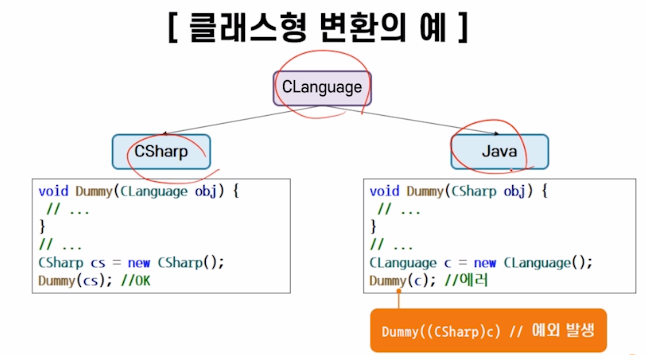 [ 클래스형 변환의 예 ]
CLanguage
CSharp
Java
void Dummy(CLanguage obj) {
// ...
}
// ...
CSharp cs = new CSharp();
Dummy(cs); //OK
void Dummy(CSharp obj) {
// ...
}
// ...
CLanguage c = new CLanguage();
Dummy(c); //에러
Dummy((CSharp)c) // 예외 발생